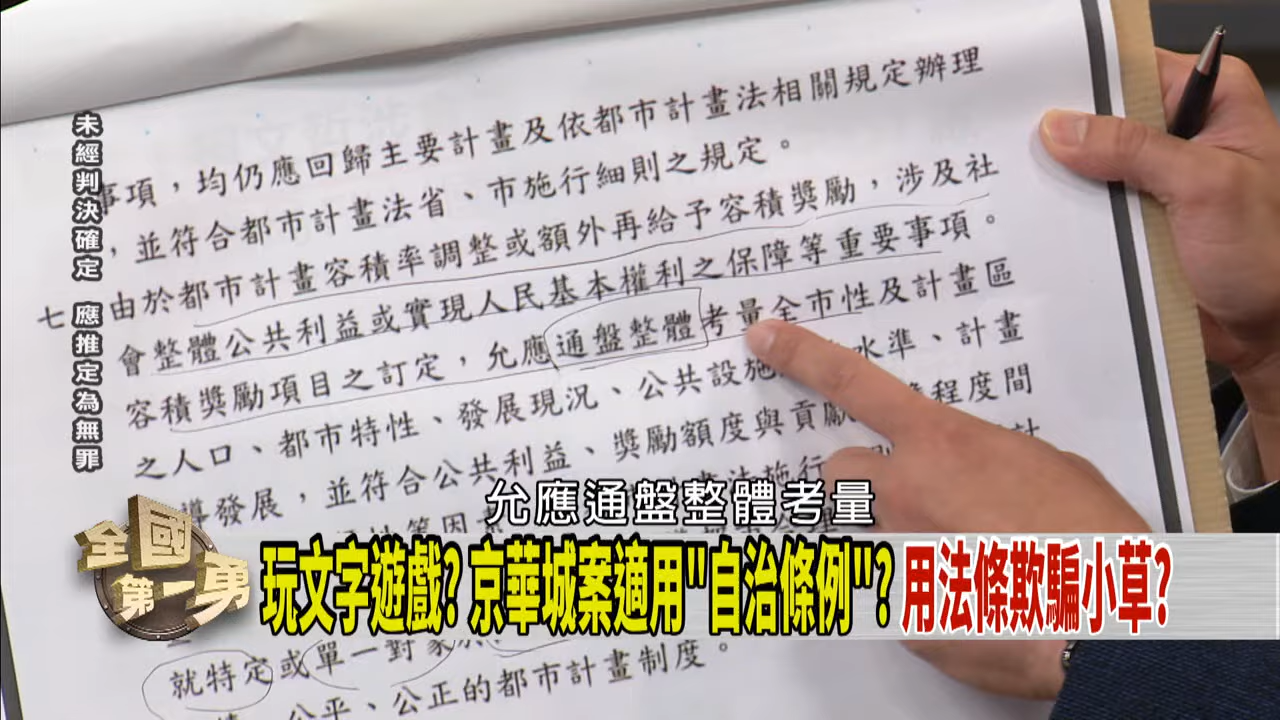 未經判決確定 應推定為無罪
事項，均仍應回歸主要計畫及依都市計畫法相關規定辦理
，並符合都市計畫法省、市施行細則之規定。
七 由於都市計畫容積率調整或額外再給予容積獎勵，涉及社
會整體公共利益或實現人民基本權利之保障等重要事項。
容積獎勵項目之訂定，允應通盤整體考量全市性及計畫區
之人口、都市特性、發展現況、公共設施 水準、計畫
導發展，並符合公共利益、獎勵額度與貢獻 程度間
法施行
允應通盤整體考量
全國第一勇
玩文字遊戲？京華城案適用"自治條例"？用法條欺騙小草？
就特定或單一對象
公平、公正的都市計畫制度。